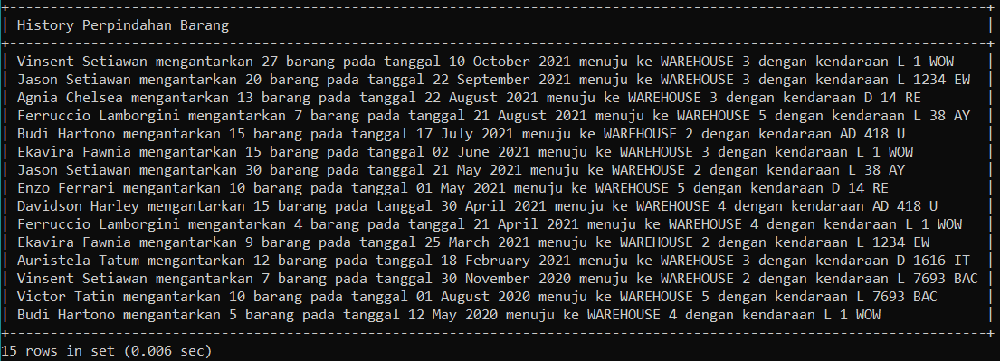 +------------------------------------------------------------------------------------------------------------------------+
| History Perpindahan Barang |
+------------------------------------------------------------------------------------------------------------------------+
| Vinsent Setiawan mengantarkan 27 barang pada tanggal 10 October 2021 menuju ke WAREHOUSE 3 dengan kendaraan L 1 WOW |
| Jason Setiawan mengantarkan 20 barang pada tanggal 22 September 2021 menuju ke WAREHOUSE 3 dengan kendaraan L 1234 EW |
| Agnia Chelsea mengantarkan 13 barang pada tanggal 22 August 2021 menuju ke WAREHOUSE 3 dengan kendaraan D 14 RE |
| Ferruccio Lamborgini mengantarkan 7 barang pada tanggal 21 August 2021 menuju ke WAREHOUSE 5 dengan kendaraan L 38 AY |
| Budi Hartono mengantarkan 15 barang pada tanggal 17 July 2021 menuju ke WAREHOUSE 2 dengan kendaraan AD 418 U |
| Ekavira Fawnia mengantarkan 15 barang pada tanggal 02 June 2021 menuju ke WAREHOUSE 3 dengan kendaraan L 1 WOW |
| Jason Setiawan mengantarkan 30 barang pada tanggal 21 May 2021 menuju ke WAREHOUSE 2 dengan kendaraan L 38 AY |
| Enzo Ferrari mengantarkan 10 barang pada tanggal 01 May 2021 menuju ke WAREHOUSE 5 dengan kendaraan D 14 RE |
| Davidson Harley mengantarkan 15 barang pada tanggal 30 April 2021 menuju ke WAREHOUSE 4 dengan kendaraan AD 418 U |
| Ferruccio Lamborgini mengantarkan 4 barang pada tanggal 21 April 2021 menuju ke WAREHOUSE 4 dengan kendaraan L 1 WOW |
| Ekavira Fawnia mengantarkan 9 barang pada tanggal 25 March 2021 menuju ke WAREHOUSE 2 dengan kendaraan L 1234 EW |
| Auristela Tatum mengantarkan 12 barang pada tanggal 18 February 2021 menuju ke WAREHOUSE 3 dengan kendaraan D 1616 IT |
| Vinsent Setiawan mengantarkan 7 barang pada tanggal 30 November 2020 menuju ke WAREHOUSE 2 dengan kendaraan L 7693 BAC |
| Victor Tatin mengantarkan 10 barang pada tanggal 01 August 2020 menuju ke WAREHOUSE 5 dengan kendaraan L 7693 BAC |
| Budi Hartono mengantarkan 5 barang pada tanggal 12 May 2020 menuju ke WAREHOUSE 4 dengan kendaraan L 1 WOW |
+------------------------------------------------------------------------------------------------------------------------+
15 rows in set (0.006 sec)